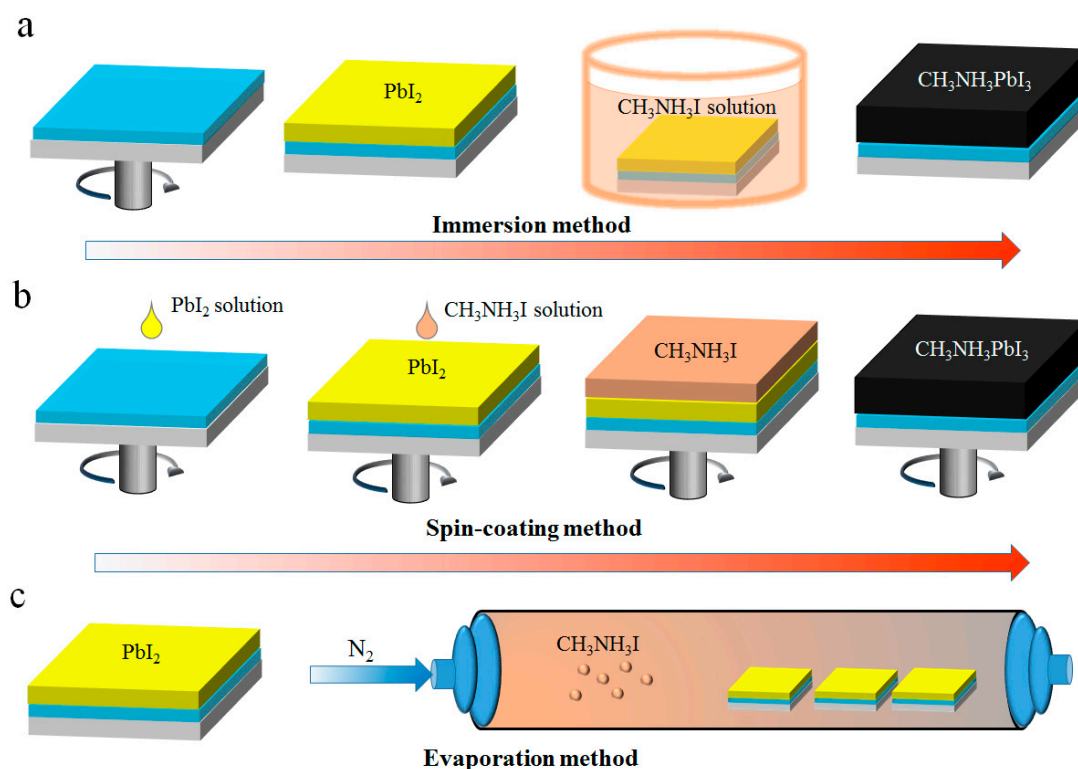 a
PbI₂
CH₃NH₃I solution
CH₃NH₃PbI₃
Immersion method
b
PbI₂ solution
CH₃NH₃I solution
PbI₂
CH₃NH₃I
CH₃NH₃PbI₃
Spin-coating method
c
PbI₂
N₂
CH₃NH₃I
Evaporation method